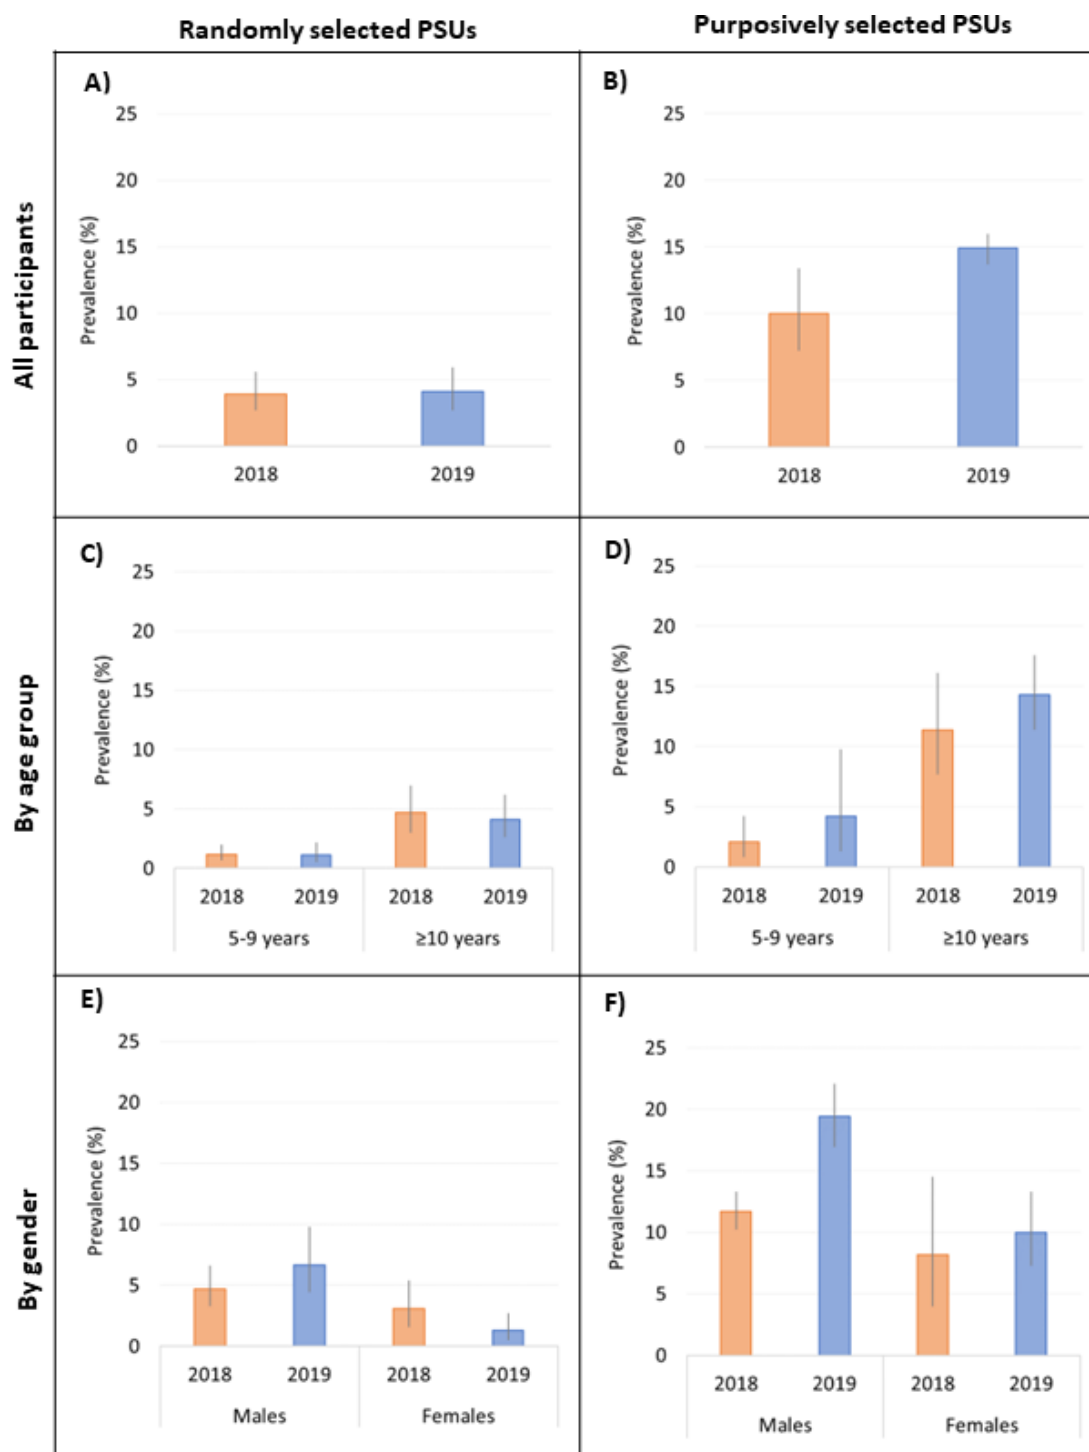 Randomly selected PSUs
Purposively selected PSUs
All participants
A)
Prevalence (%)
25
20
15
10
5
0
2018 2019
B)
Prevalence (%)
25
20
15
10
5
0
2018 2019
By age group
C)
Prevalence (%)
25
20
15
10
5
0
2018 2019 2018 2019
5-9 years ≥10 years
D)
Prevalence (%)
25
20
15
10
5
0
2018 2019 2018 2019
5-9 years ≥10 years
By gender
E)
Prevalence (%)
25
20
15
10
5
0
2018 2019 2018 2019
Males Females
F)
Prevalence (%)
25
20
15
10
5
0
2018 2019 2018 2019
Males Females